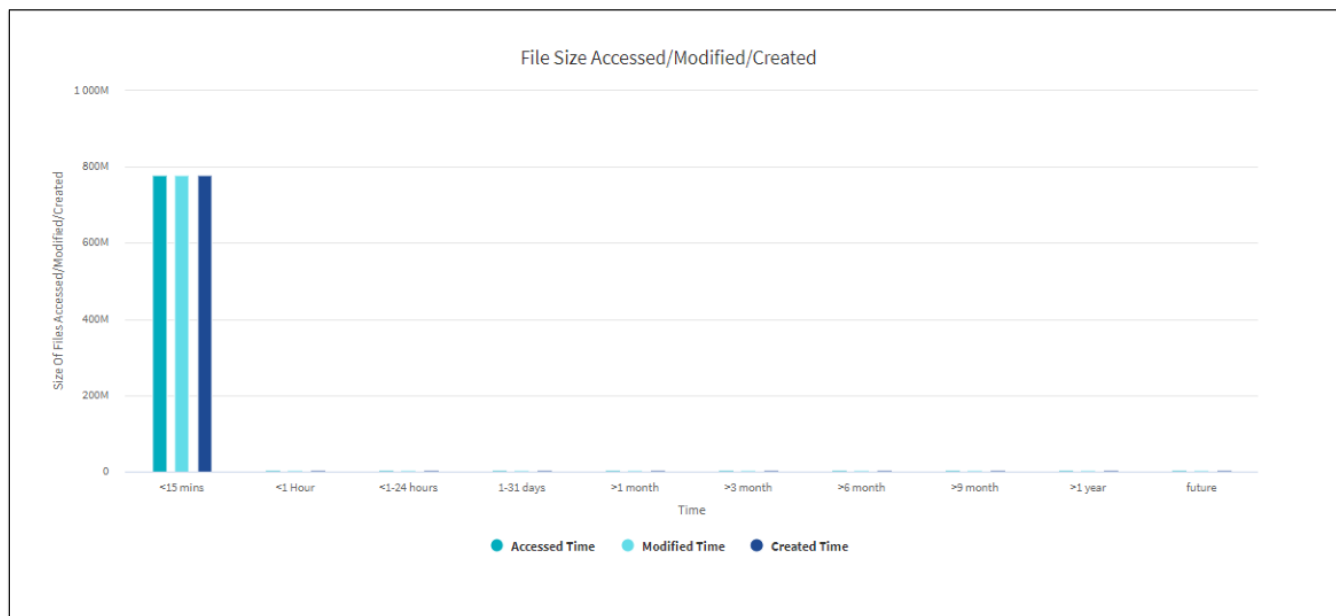 File Size Accessed/Modified/Created
1 000M
800M
600M
400M
200M
0
Size Of Files Accessed/Modified/Created
<15 mins
<1 Hour
<1-24 hours
1-31 days
>1 month
>3 month
>6 month
>9 month
>1 year
future
Time
Accessed Time
Modified Time
Created Time